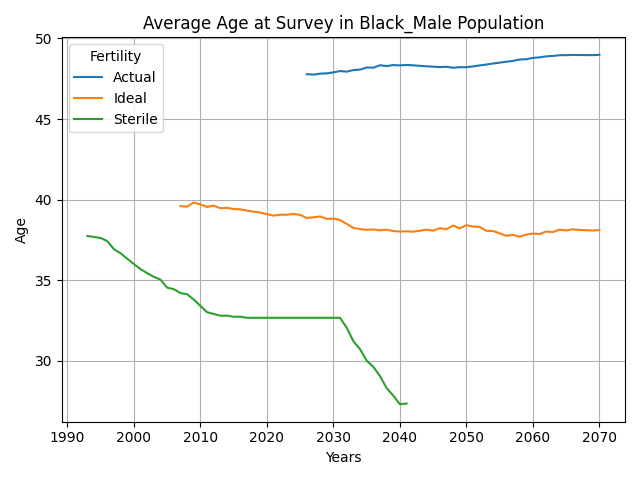 Average Age at Survey in Black_Male Population
Fertility
Actual
Ideal
Sterile
50
45
40
35
30
Age
1990 2000 2010 2020 2030 2040 2050 2060 2070
Years